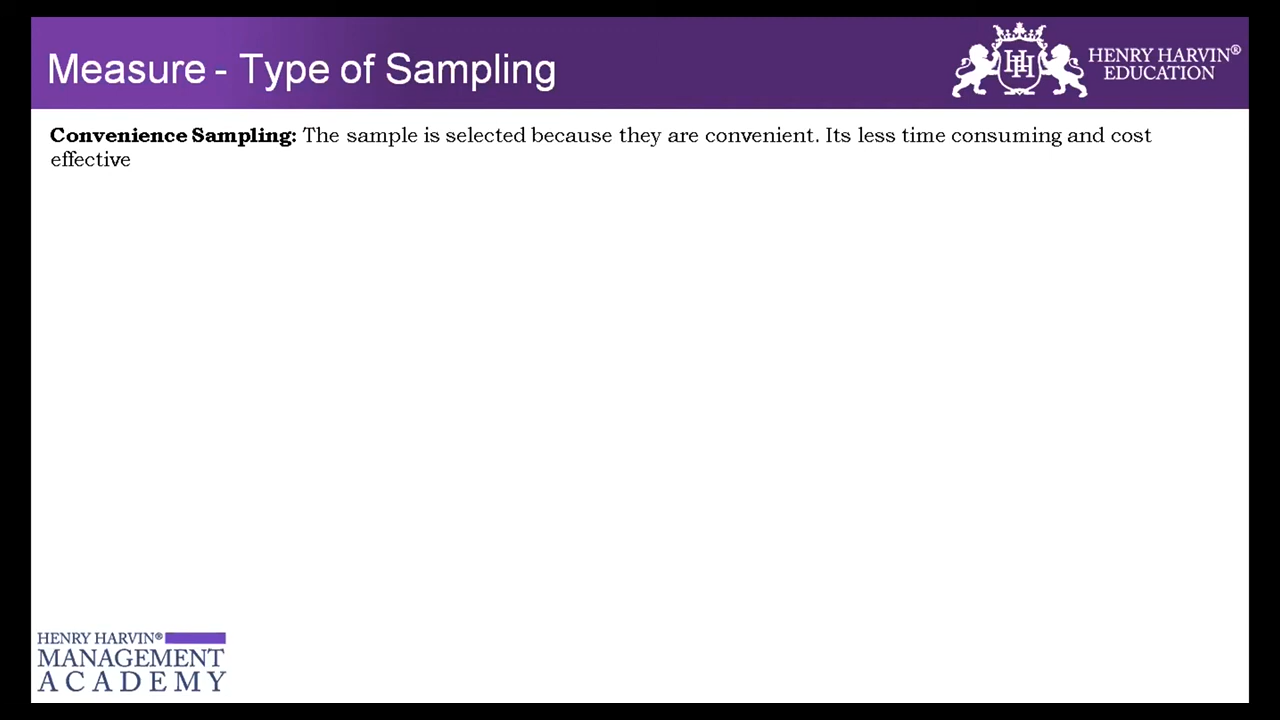 Measure - Type of Sampling
HENRY HARVIN®
EDUCATION
Convenience Sampling: The sample is selected because they are convenient. Its less time consuming and cost
effective
HENRY HARVIN®
MANAGEMENT
ACADEMY